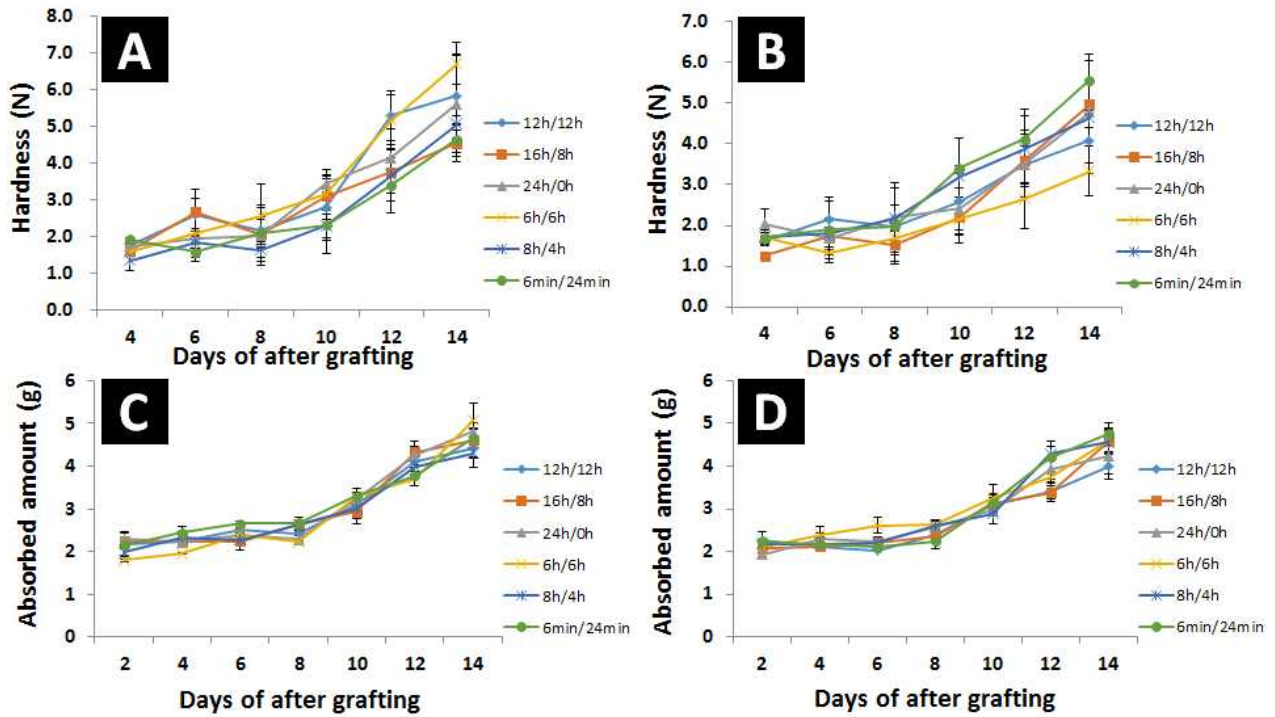 A
Hardness (N)
8.0
7.0
6.0
5.0
4.0
3.0
2.0
1.0
0.0
4 6 8 10 12 14
Days of after grafting
12h/12h
16h/8h
24h/0h
6h/6h
8h/4h
6min/24min
B
Hardness (N)
7.0
6.0
5.0
4.0
3.0
2.0
1.0
0.0
4 6 8 10 12 14
Days of after grafting
12h/12h
16h/8h
24h/0h
6h/6h
8h/4h
6min/24min
C
Absorbed amount (g)
6
5
4
3
2
1
0
2 4 6 8 10 12 14
Days of after grafting
12h/12h
16h/8h
24h/0h
6h/6h
8h/4h
6min/24min
D
Absorbed amount (g)
6
5
4
3
2
1
0
2 4 6 8 10 12 14
Days of after grafting
12h/12h
16h/8h
24h/0h
6h/6h
8h/4h
6min/24min